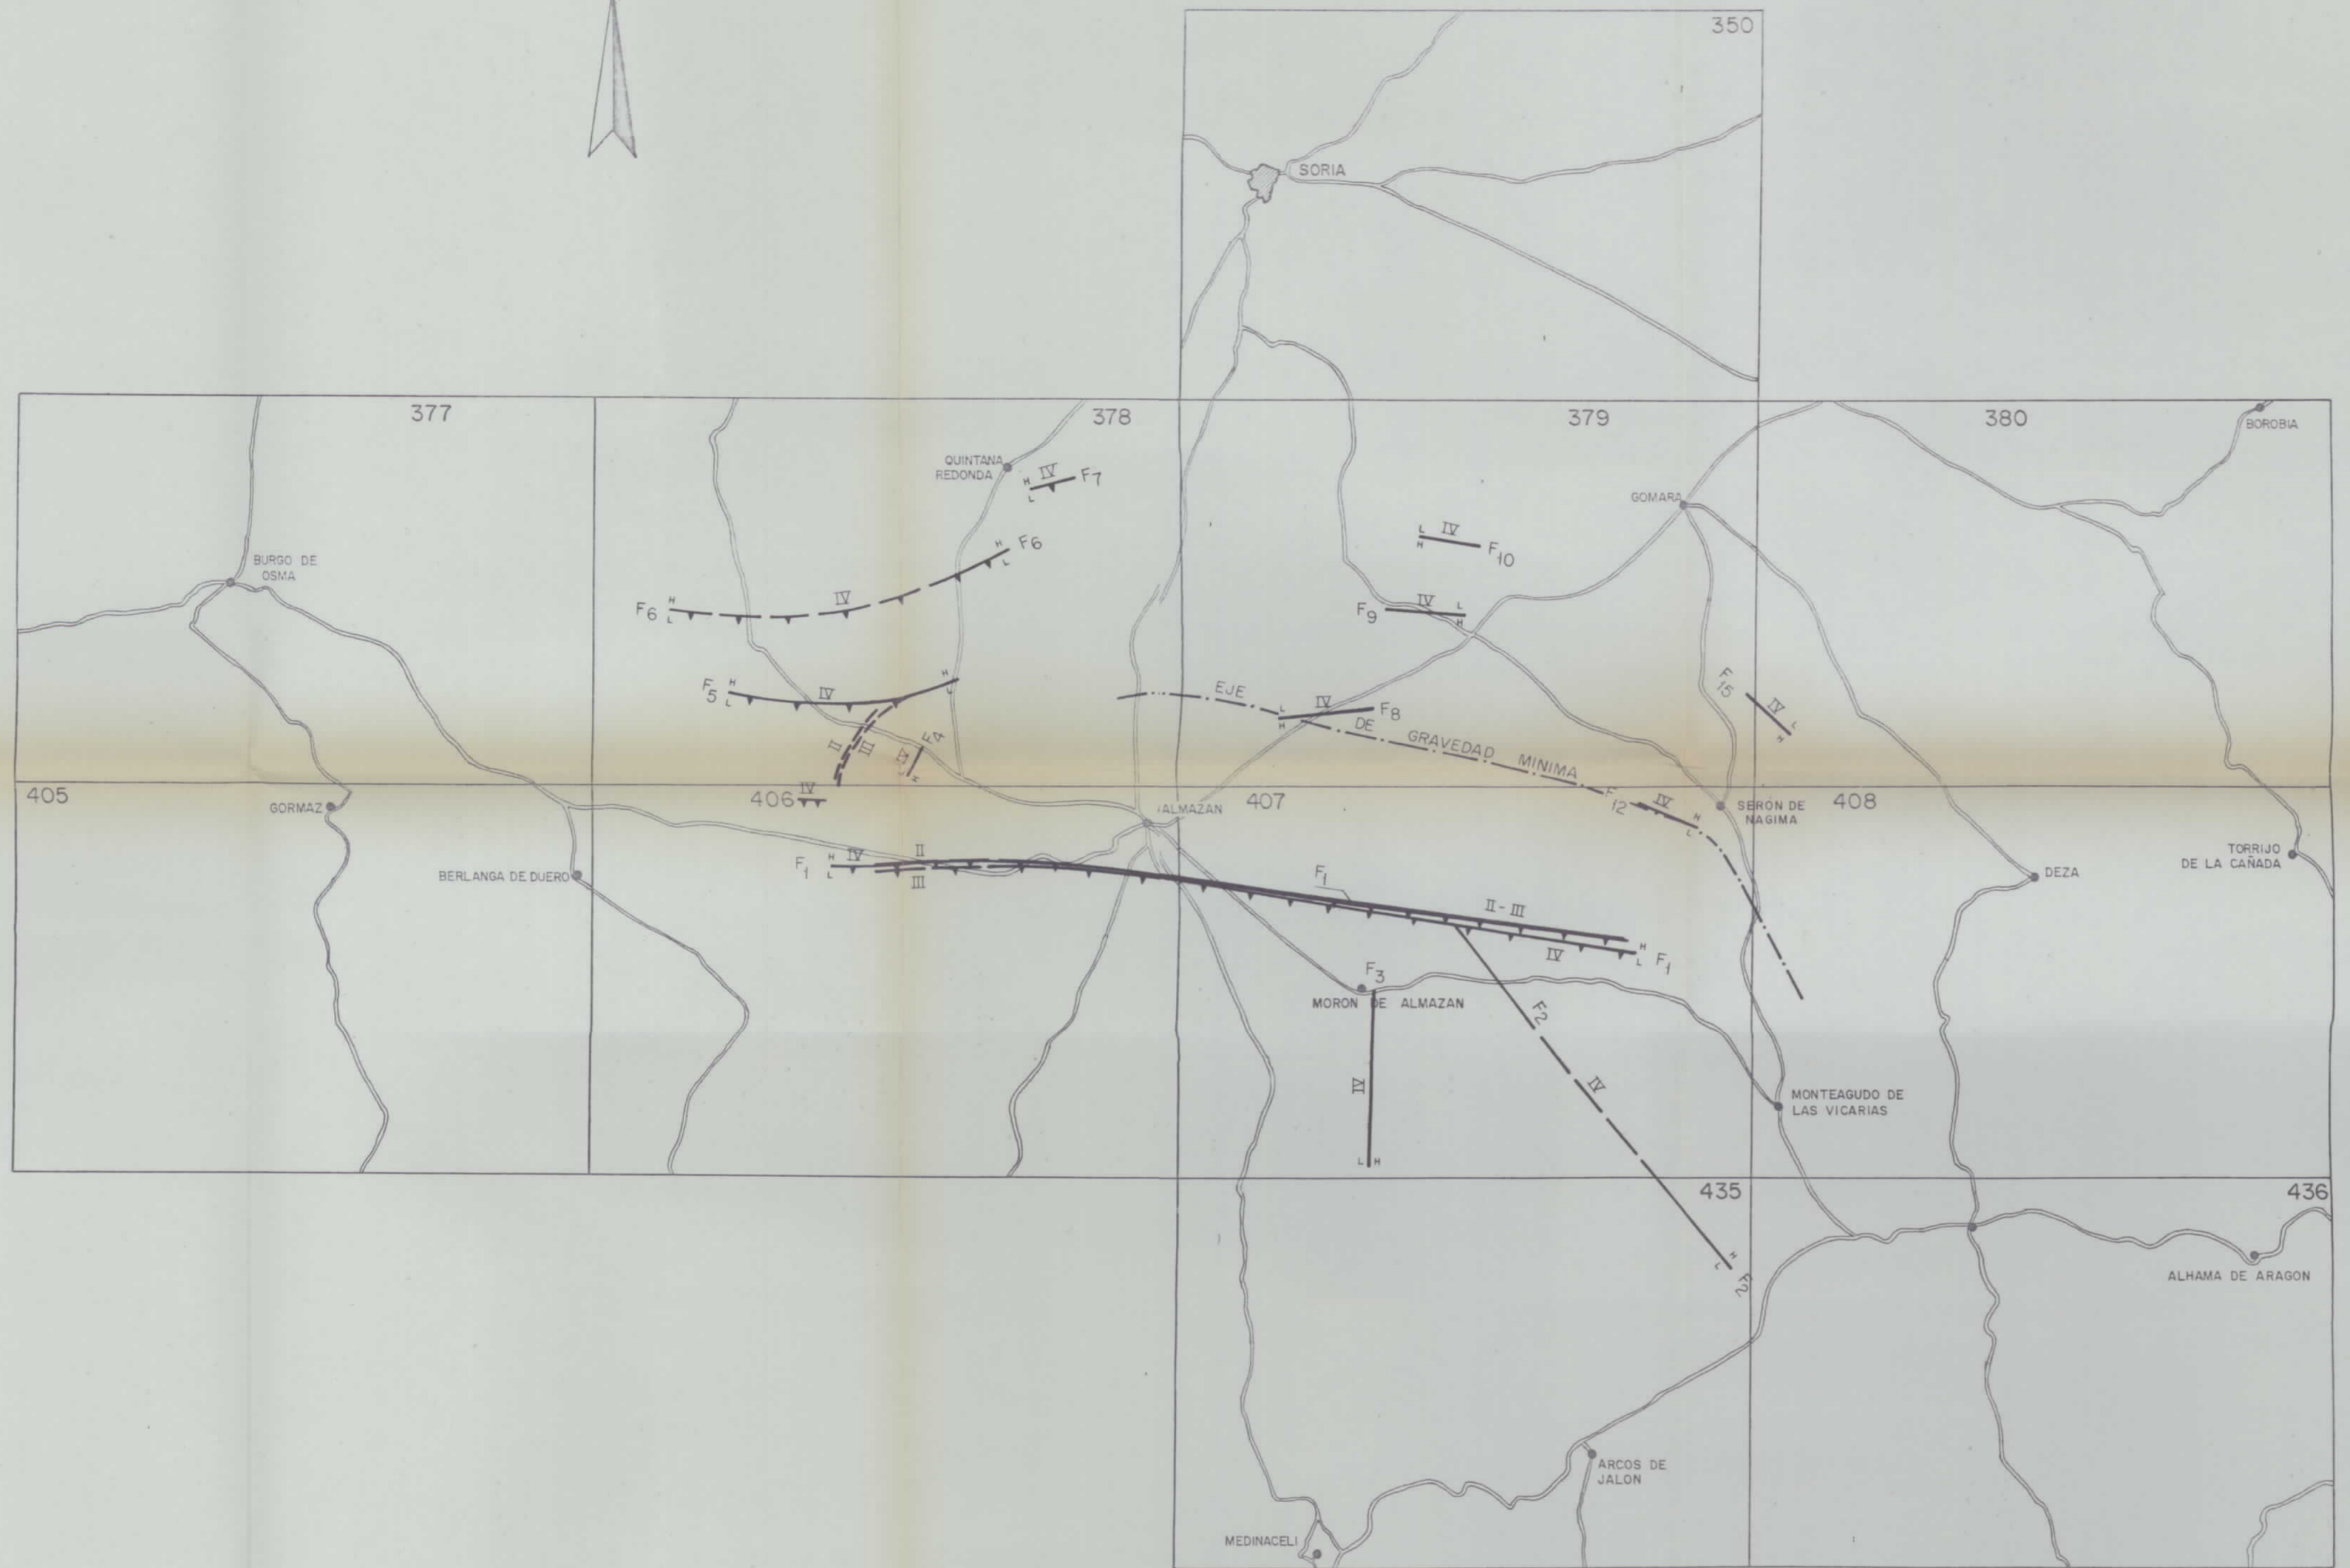 350
SORIA
377
378
379
380
BOROBIA
QUINTANA
REDONDA
H IV F7
L
GOMARA
L IV
H F10
H F6
L
BURGO DE
OSMA
IV
F6 H
L
F9 IV L
H
F5 H
L
IV
H
L
F15
IV
L
H
EJE
L IV F8
H
DE
GRAVEDAD
MINIMA
II
III
F4
IV
405
GORMAZ
406
IV
ALMAZAN
407
F12
IV
H
L
SERÓN DE
NAGIMA
408
TORRIJO
DE LA CAÑADA
DEZA
BERLANGA DE DUERO
F1 H IV
L
II
III
F1
II-III
IV
H
L F1
F3
MORON DE ALMAZAN
F2
IV
IV
L H
MONTEAGUDO DE
LAS VICARIAS
435
436
H
L
F2
ALHAMA DE ARAGON
ARCOS DE
JALON
MEDINACELI